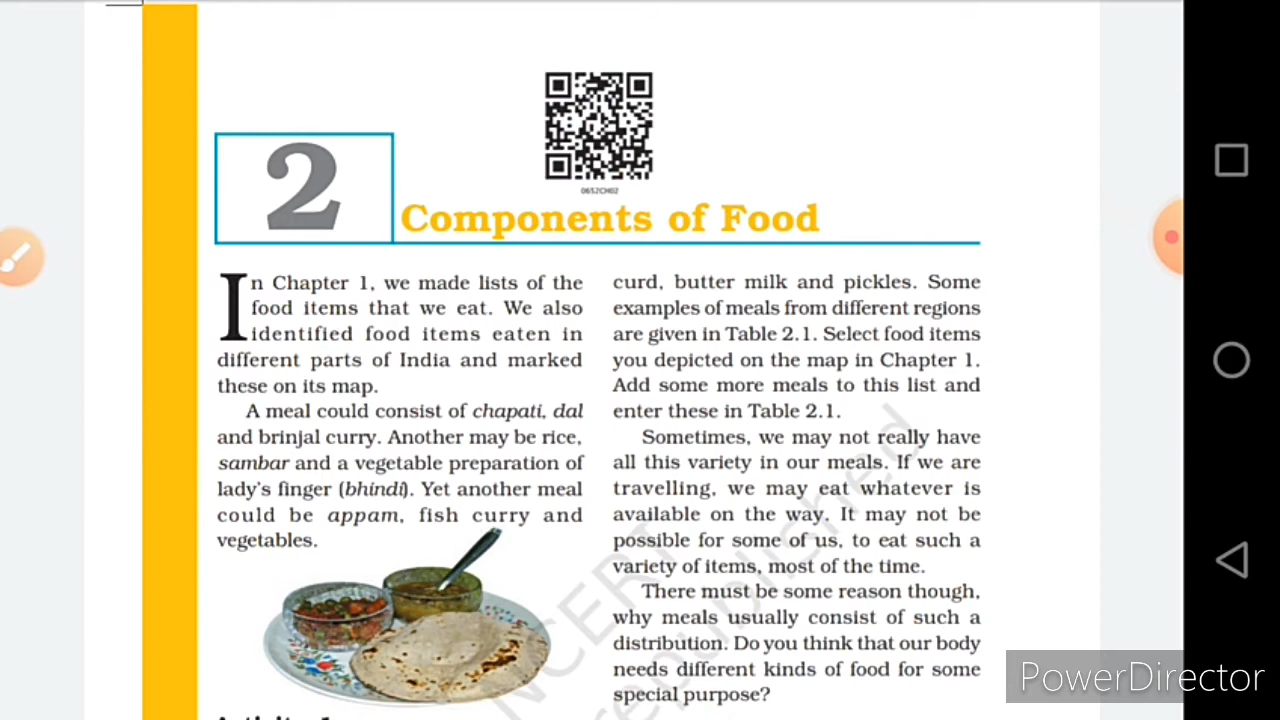 0652CH02
2
Components of Food
In Chapter 1, we made lists of the
food items that we eat. We also
identified food items eaten in
different parts of India and marked
these on its map.
A meal could consist of chapati, dal
and brinjal curry. Another may be rice,
sambar and a vegetable preparation of
lady's finger (bhindi). Yet another meal
could be appam, fish curry and
vegetables.
curd, butter milk and pickles. Some
examples of meals from different regions
are given in Table 2.1. Select food items
you depicted on the map in Chapter 1.
Add some more meals to this list and
enter these in Table 2.1.
Sometimes, we may not really have
all this variety in our meals. If we are
travelling, we may eat whatever is
available on the way. It may not be
possible for some of us, to eat such a
variety of items, most of the time.
There must be some reason though,
why meals usually consist of such a
distribution. Do you think that our body
needs different kinds of food for some
special purpose?
NCERT
republished
PowerDirector